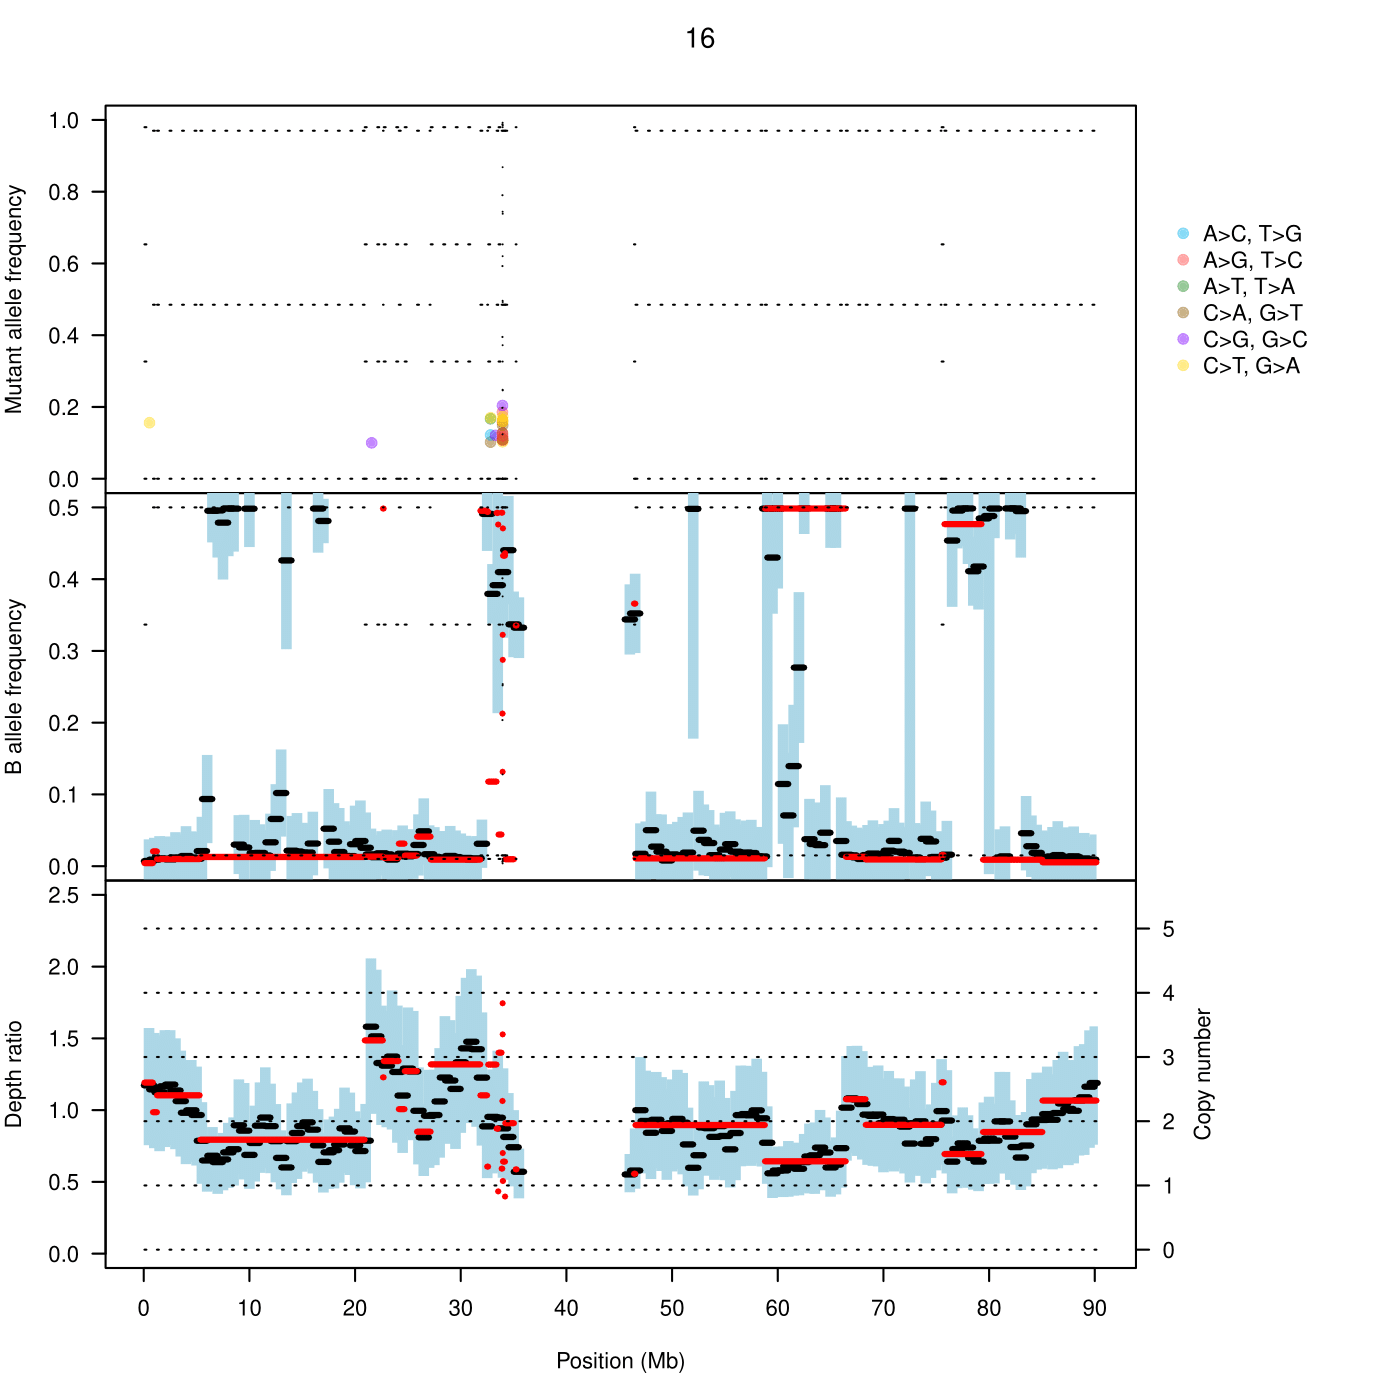 16
Mutant allele frequency
1.0
0.8
0.6
0.4
0.2
0.0
A>C, T>G
A>G, T>C
A>T, T>A
C>A, G>T
C>G, G>C
C>T, G>A
B allele frequency
0.5
0.4
0.3
0.2
0.1
0.0
Depth ratio
2.5
2.0
1.5
1.0
0.5
0.0
5
4
3
2
1
0
Copy number
0 10 20 30 40 50 60 70 80 90
Position (Mb)